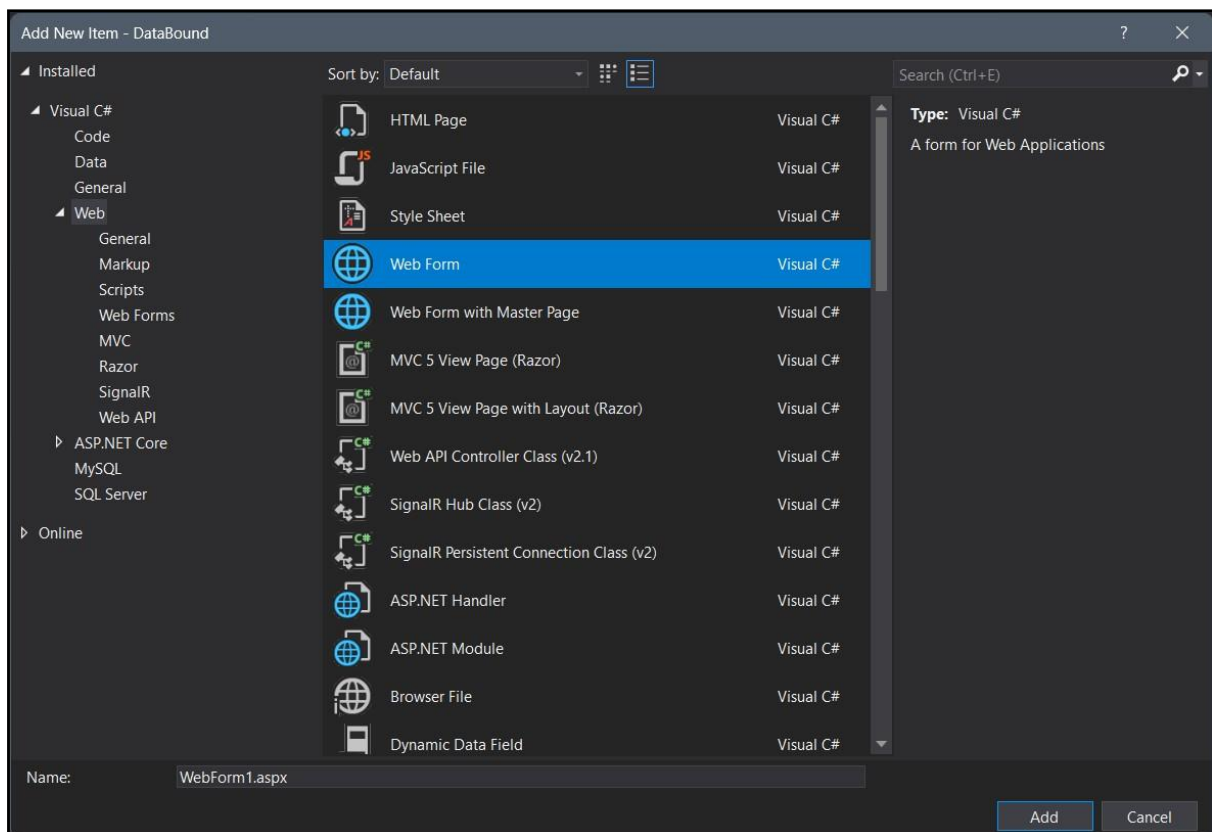 Add New Item - DataBound
?
Installed
Sort by: Default
Search (Ctrl+E)
Visual C#
Code
Data
General
Web
General
Markup
Scripts
Web Forms
MVC
Razor
SignalR
Web API
ASP.NET Core
MySQL
SQL Server
Online
HTML Page Visual C#
JavaScript File Visual C#
Style Sheet Visual C#
Web Form Visual C#
Web Form with Master Page Visual C#
MVC 5 View Page (Razor) Visual C#
MVC 5 View Page with Layout (Razor) Visual C#
Web API Controller Class (v2.1) Visual C#
SignalR Hub Class (v2) Visual C#
SignalR Persistent Connection Class (v2) Visual C#
ASP.NET Handler Visual C#
ASP.NET Module Visual C#
Browser File Visual C#
Dynamic Data Field Visual C#
Type: Visual C#
A form for Web Applications
Name: WebForm1.aspx
Add Cancel